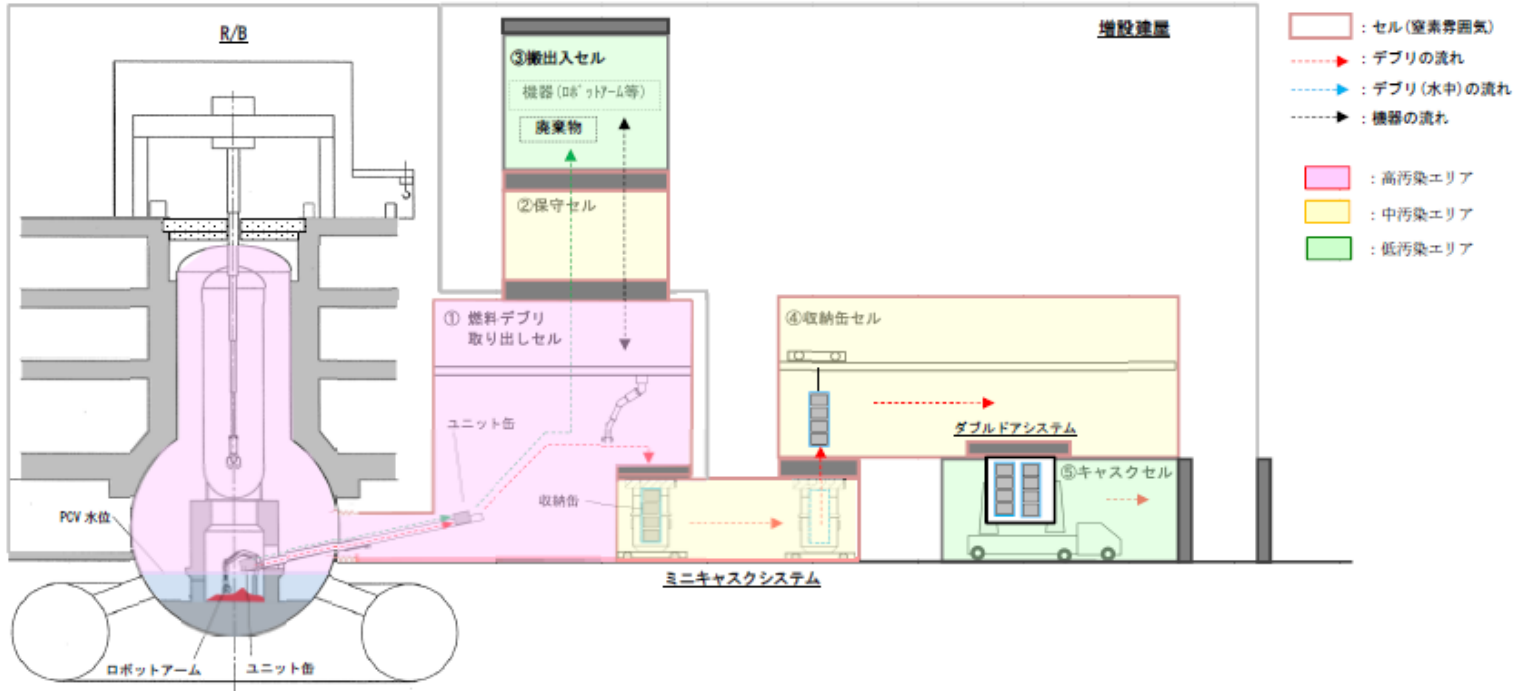 R/B
増設建屋
③搬出入セル
機器(ロボットアーム等)
廃棄物
②保守セル
① 燃料デブリ
取り出しセル
ユニット缶
収納缶
④収納缶セル
ダブルドアシステム
⑤キャスクセル
ミニキャスクシステム
PCV 水位
ロボットアーム
ユニット缶
：セル(窒素雰囲気)
：デブリの流れ
：デブリ(水中)の流れ
：機器の流れ
：高汚染エリア
：中汚染エリア
：低汚染エリア